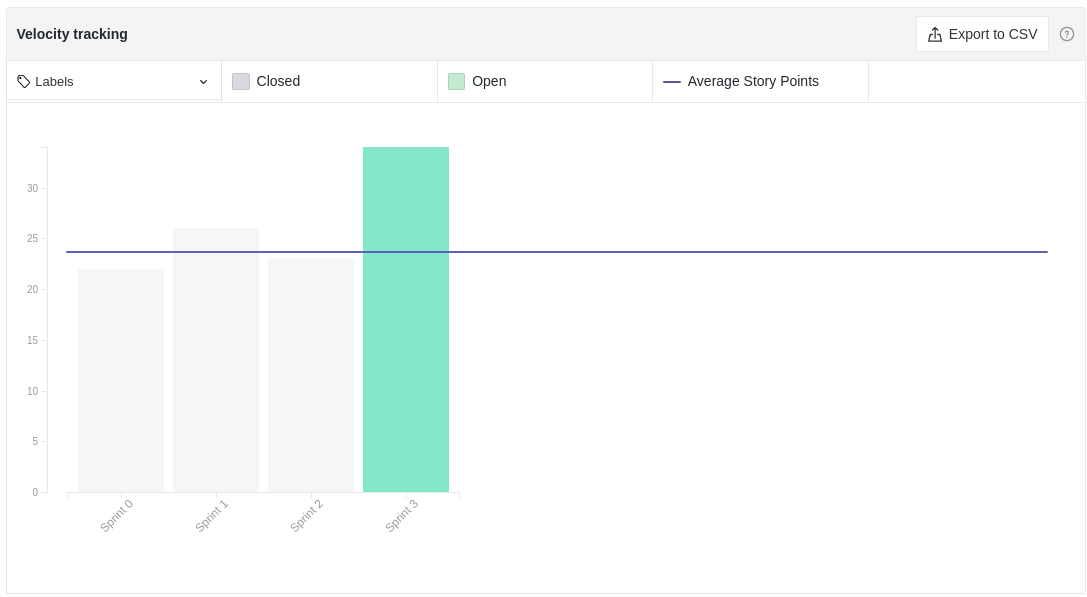 Velocity tracking
Export to CSV
?
Labels
Closed
Open
Average Story Points
30
25
20
15
10
5
0
Sprint 0
Sprint 1
Sprint 2
Sprint 3